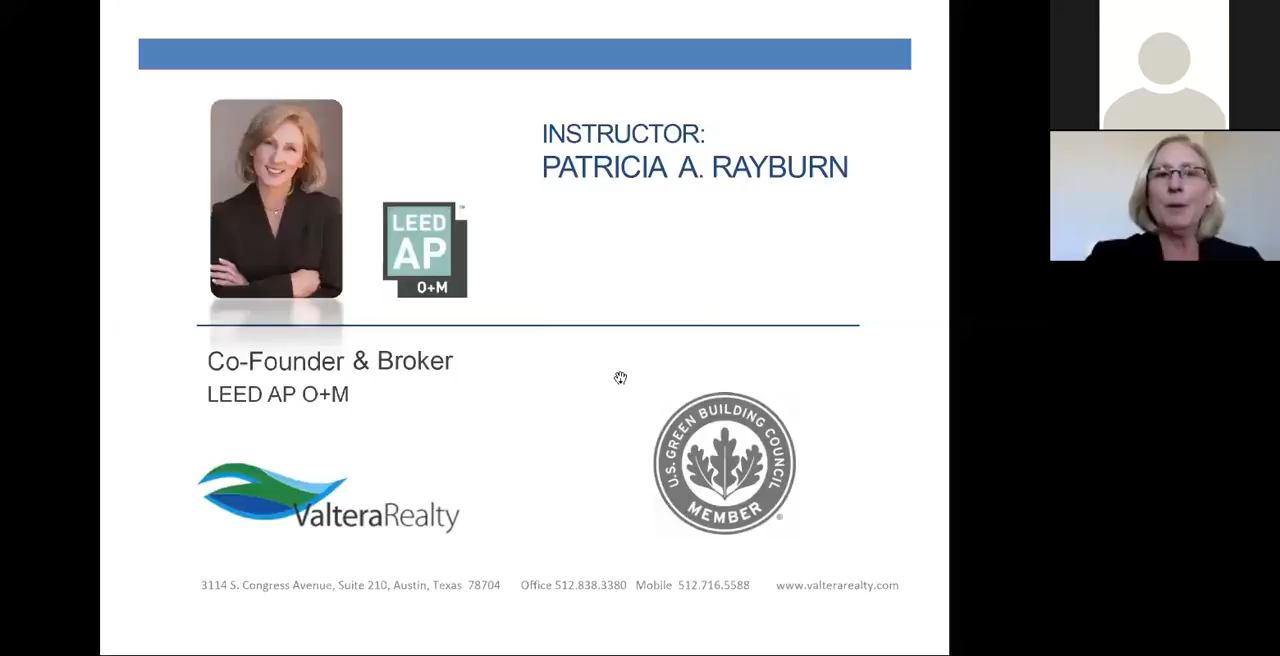 INSTRUCTOR:
PATRICIA A. RAYBURN
LEED
AP
O+M
TM
Co-Founder & Broker
LEED AP O+M
U.S. GREEN BUILDING COUNCIL
MEMBER
®
ValteraRealty
3114 S. Congress Avenue, Suite 210, Austin, Texas 78704 Office 512.838.3380 Mobile 512.716.5588 www.valterarealty.com